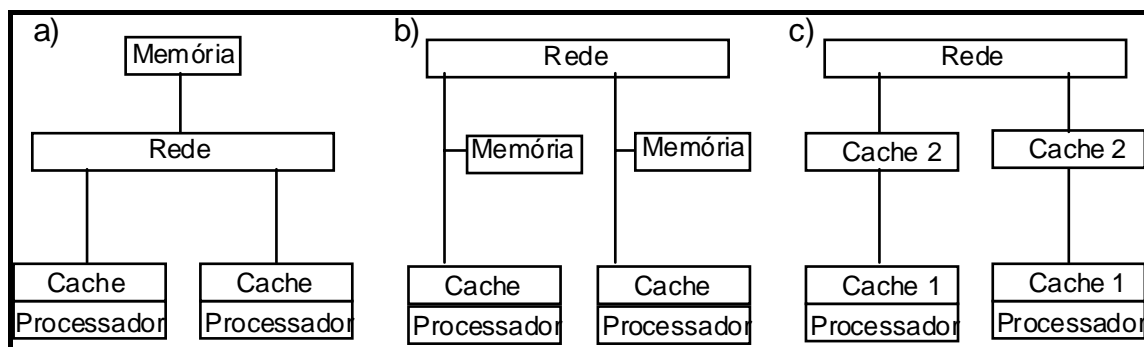 a)
Memória
Rede
Cache
Processador
Cache
Processador
b)
Rede
Memória
Memória
Cache
Processador
Cache
Processador
c)
Rede
Cache 2
Cache 2
Cache 1
Processador
Cache 1
Processador